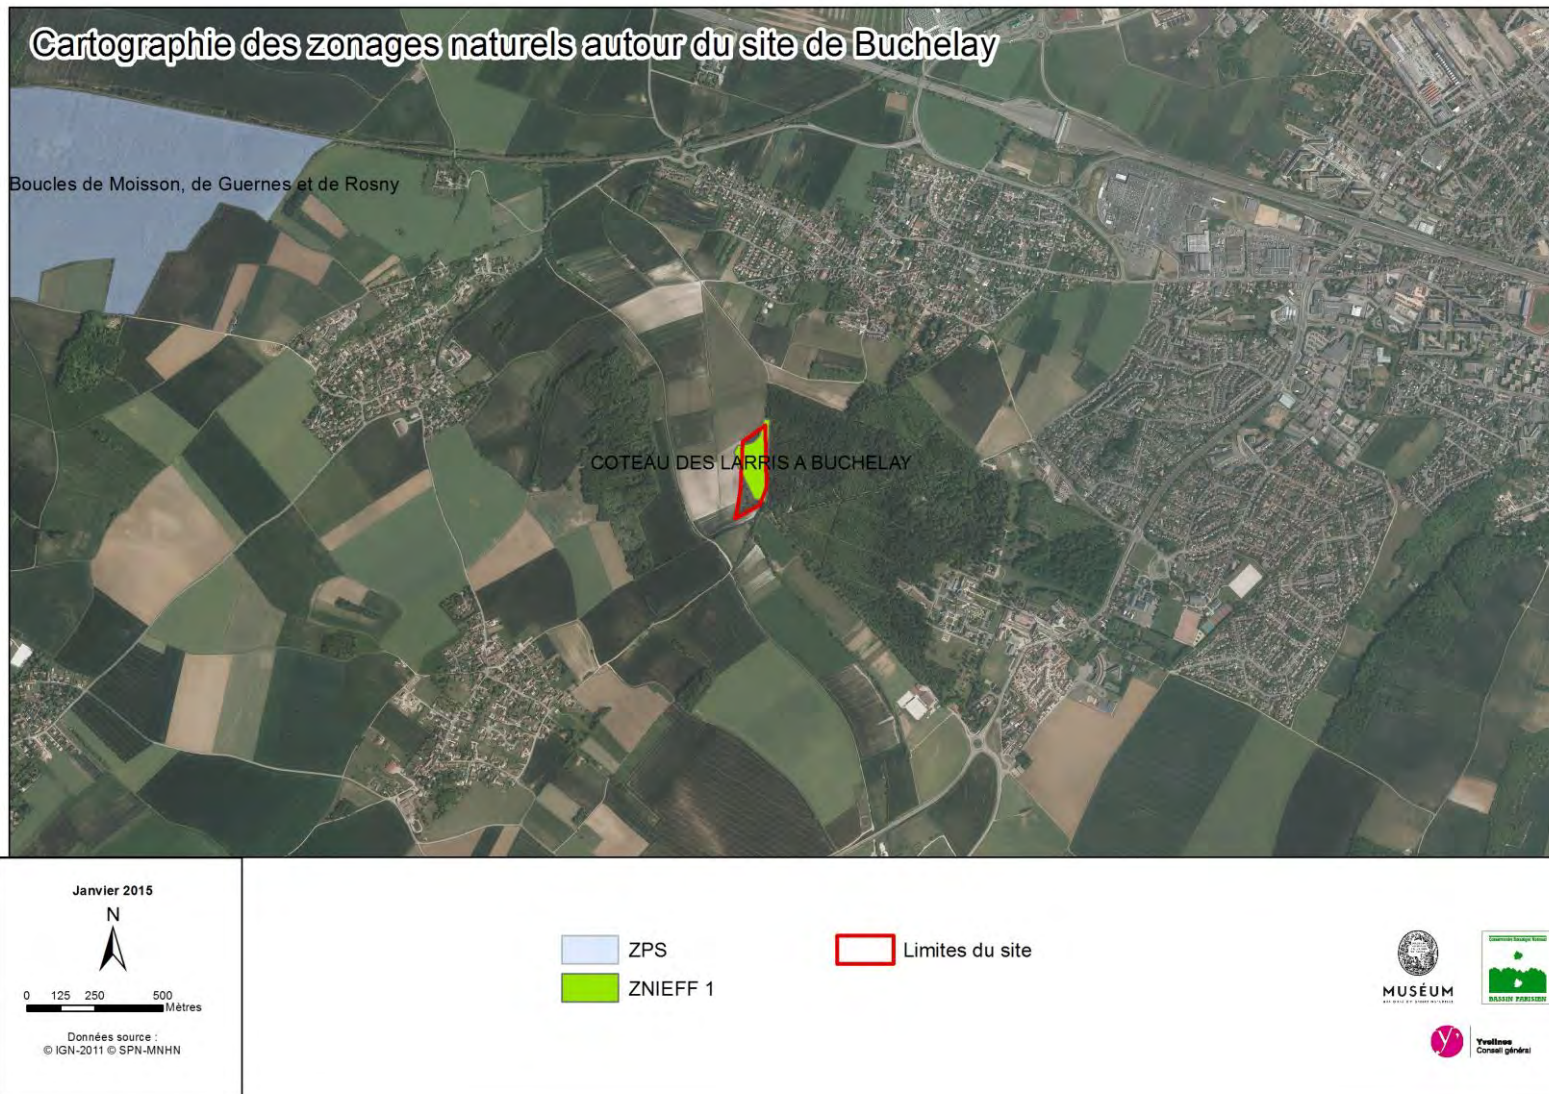 Cartographie des zonages naturels autour du site de Buchelay
Boucles de Moisson, de Guernes et de Rosny
COTEAU DES LARRIS A BUCHELAY
Janvier 2015
N
0 125 250 500
Mètres
Données source :
© IGN-2011 © SPN-MNHN
ZPS
ZNIEFF 1
Limites du site
MUSÉUM
BASSIN PARISIEN
Yvelines
Conseil général